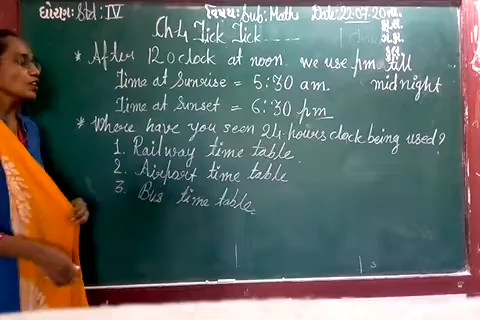 ધોરણ: Std: IV વિષય: Sub: Maths Date: 22-07-20
Ch-4 Tick Tick
* After 12 O clock at noon we use pm till midnight
Time at Sunrise = 5:30 am.
Time at Sunset = 6:30 pm
* Where have you seen 24-hours clock being used?
1. Railway time table.
2. Airport time table
3. Bus time table.